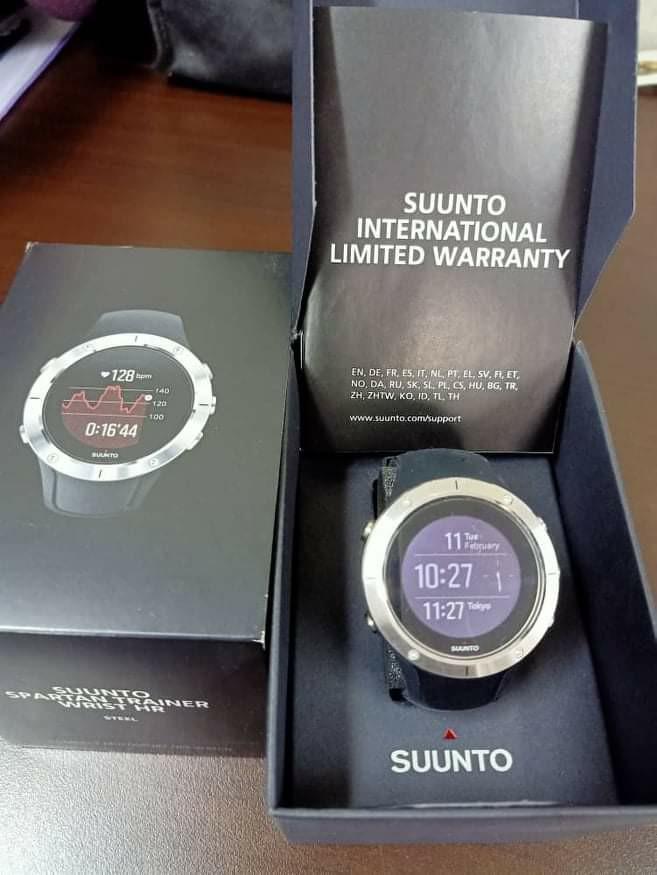 SUUNTO
INTERNATIONAL
LIMITED WARRANTY
EN, DE, FR, ES, IT, NL, PT, EL, SV, FI, ET,
NO, DA, RU, SK, SL, PL, CS, HU, BG, TR,
ZH, ZHTW, KO, ID, TL, TH
www.suunto.com/support
128 bpm
140
120
100
0:16'44
SUUNTO
SUUNTO
SPARTAN TRAINER
WRIST HR
STEEL
11 Tue
February
10:27
11:27 Tokyo
SUUNTO
SUUNTO